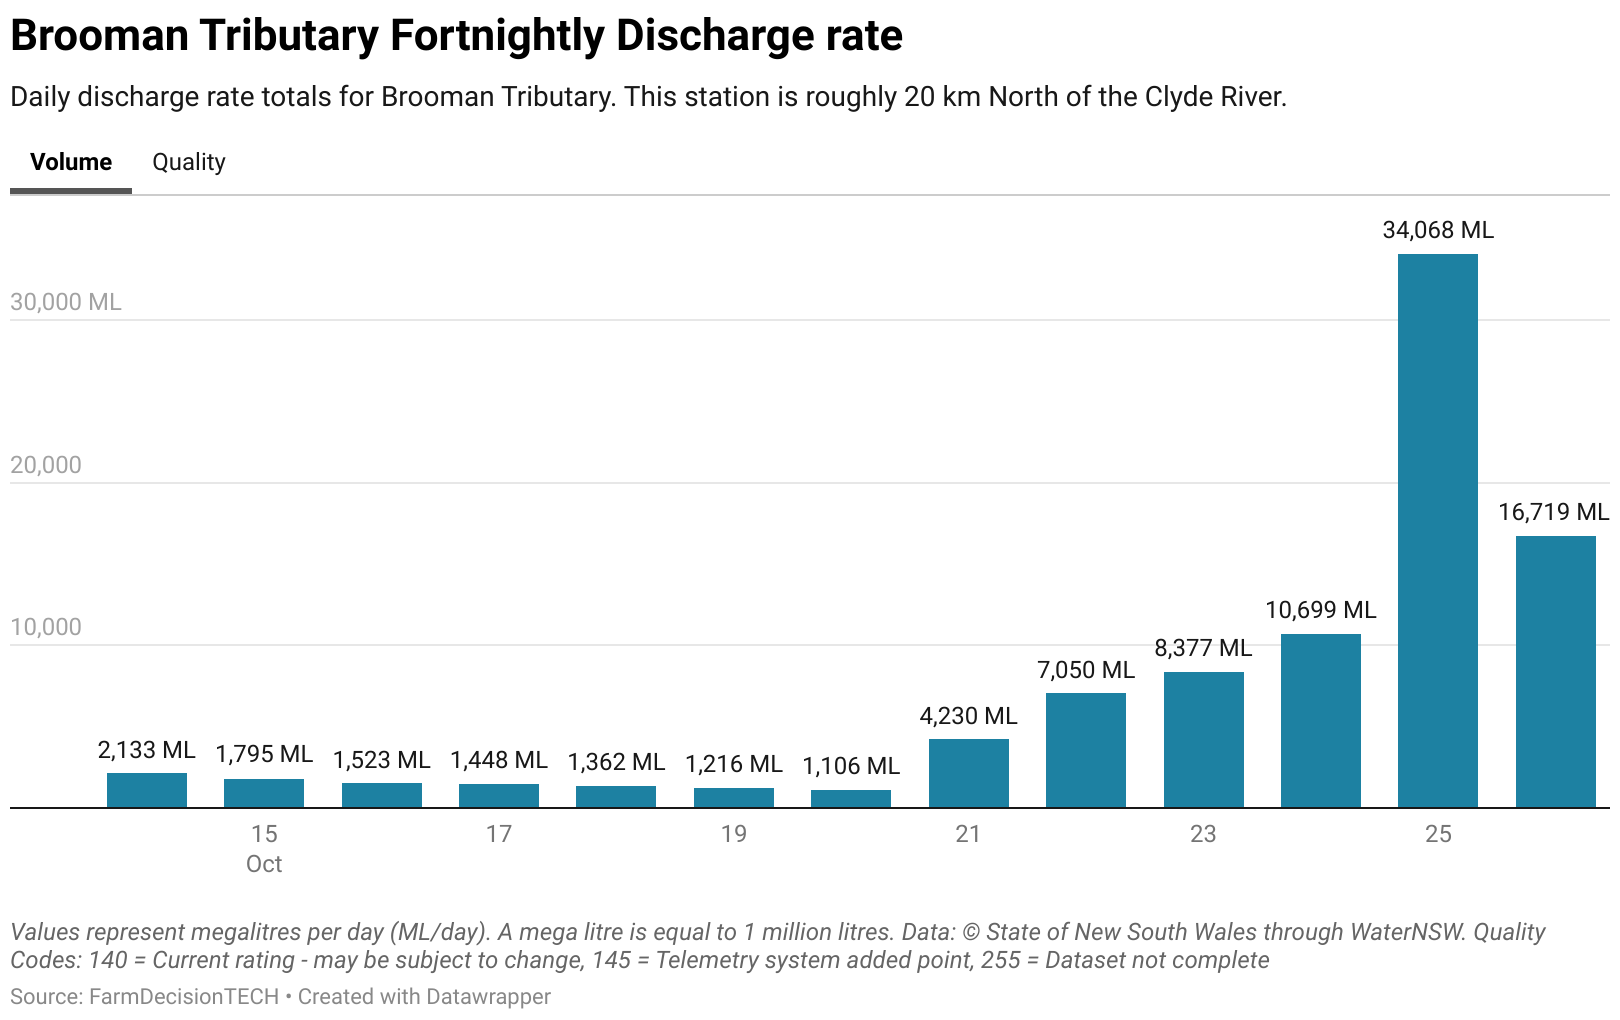 Brooman Tributary Fortnightly Discharge rate
Daily discharge rate totals for Brooman Tributary. This station is roughly 20 km North of the Clyde River.
Volume Quality
34,068 ML
30,000 ML
20,000
16,719 ML
10,699 ML
10,000
8,377 ML
7,050 ML
4,230 ML
2,133 ML 1,795 ML 1,523 ML 1,448 ML 1,362 ML 1,216 ML 1,106 ML
15 17 19 21 23 25
Oct
Values represent megalitres per day (ML/day). A mega litre is equal to 1 million litres. Data: © State of New South Wales through WaterNSW. Quality
Codes: 140 = Current rating - may be subject to change, 145 = Telemetry system added point, 255 = Dataset not complete
Source: FarmDecisionTECH • Created with Datawrapper